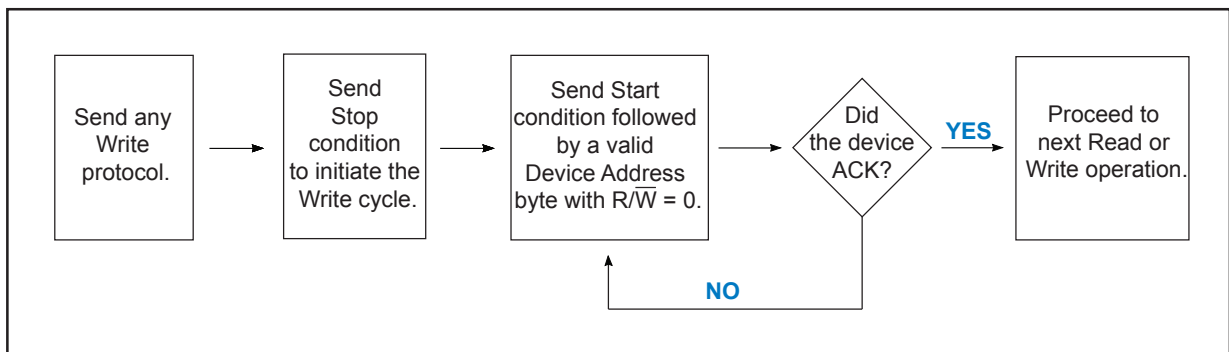 Send any
Write
protocol.
Send
Stop
condition
to initiate the
Write cycle.
Send Start
condition followed
by a valid
Device Address
byte with R/W̅ = 0.
Did
the device
ACK?
YES
NO
Proceed to
next Read or
Write operation.